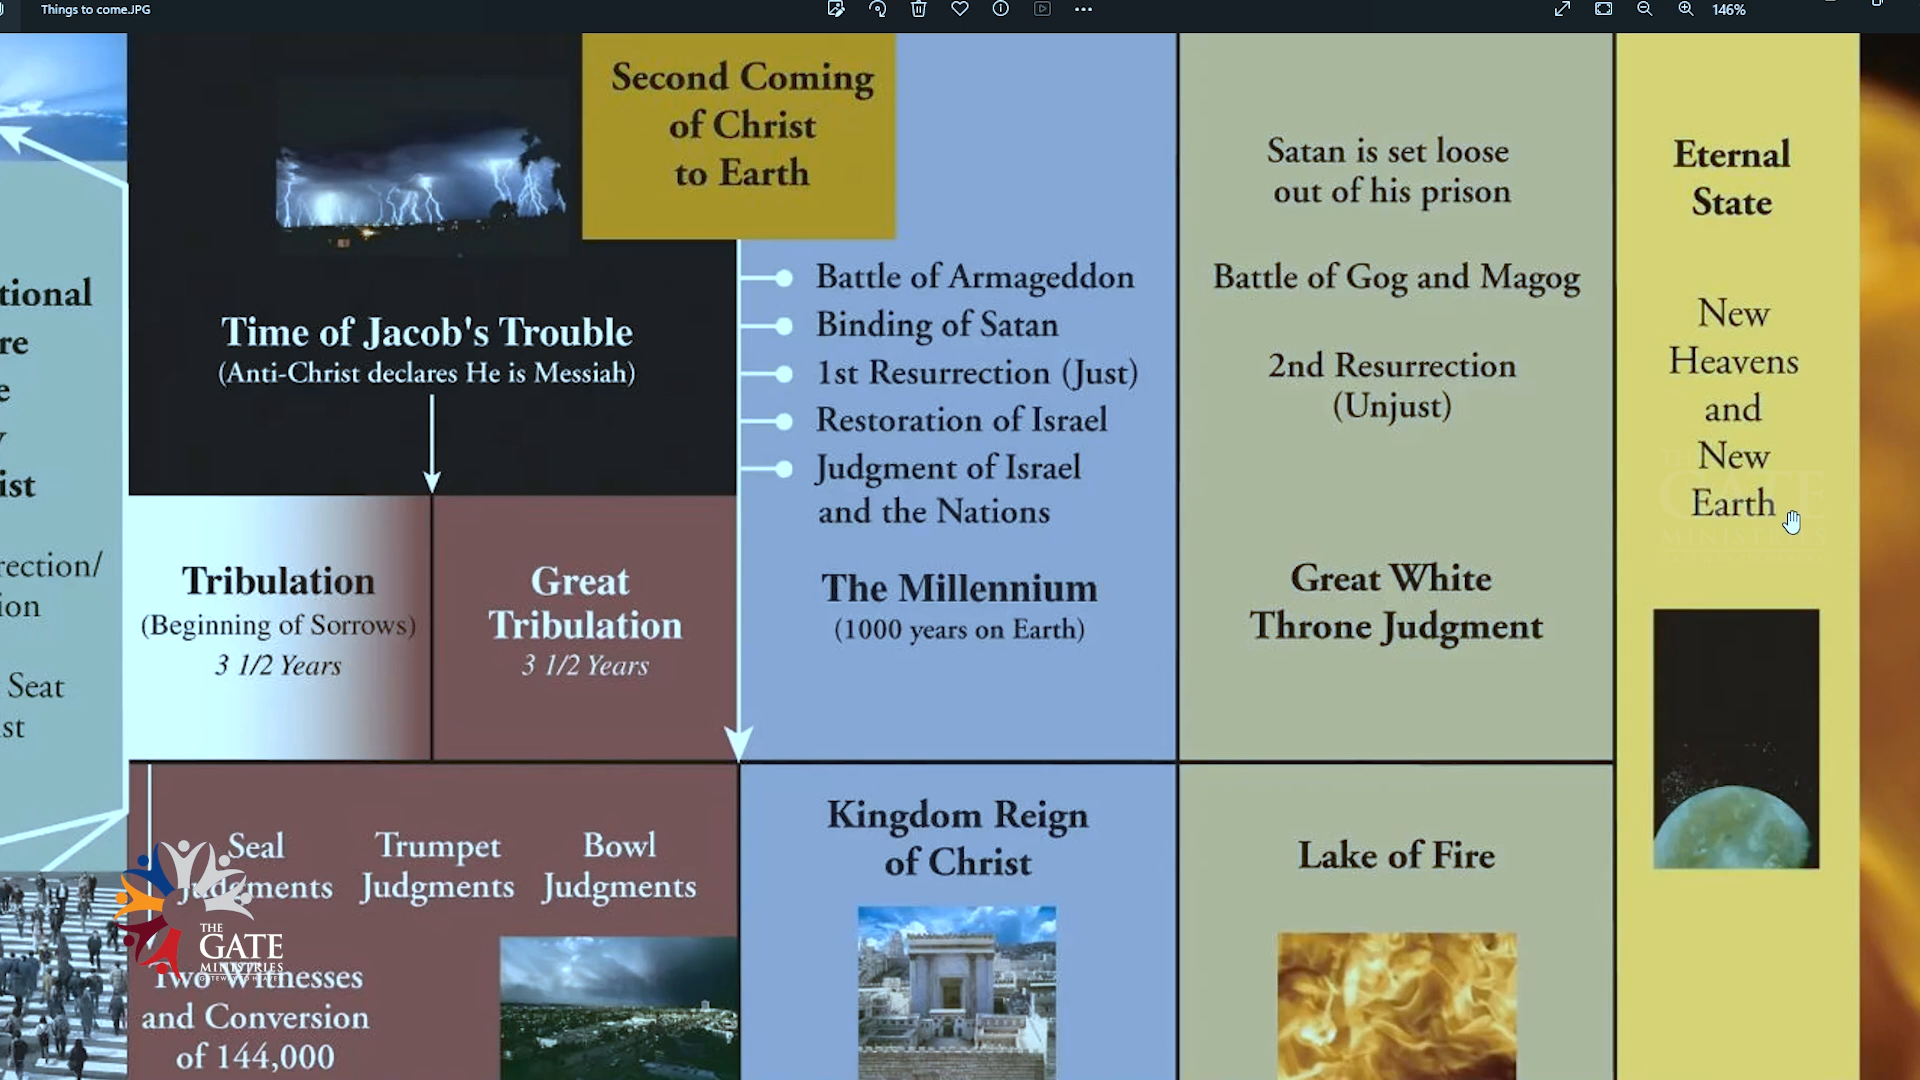 Things to come.JPG
146%
Second Coming
of Christ
to Earth
Time of Jacob's Trouble
(Anti-Christ declares He is Messiah)
Tribulation
(Beginning of Sorrows)
3 1/2 Years
Great
Tribulation
3 1/2 Years
Battle of Armageddon
Binding of Satan
1st Resurrection (Just)
Restoration of Israel
Judgment of Israel
and the Nations
The Millennium
(1000 years on Earth)
Satan is set loose
out of his prison
Battle of Gog and Magog
2nd Resurrection
(Unjust)
Great White
Throne Judgment
Eternal
State
New
Heavens
and
New
Earth
THE
GATE
MINISTRIES
tional
re
e
y
ist
rection/
ion
Seat
st
Seal
Judgments
Trumpet
Judgments
Bowl
Judgments
THE
GATE
MINISTRIES
Two Witnesses
and Conversion
of 144,000
Kingdom Reign
of Christ
Lake of Fire